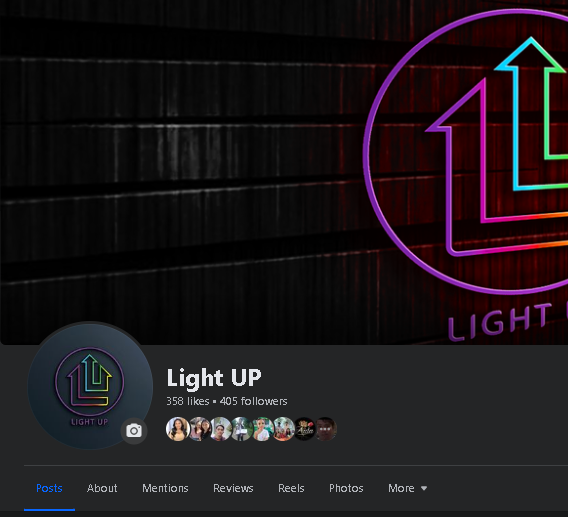 LIGHT U
LIGHT UP
Light UP
358 likes • 405 followers
Posts About Mentions Reviews Reels Photos More